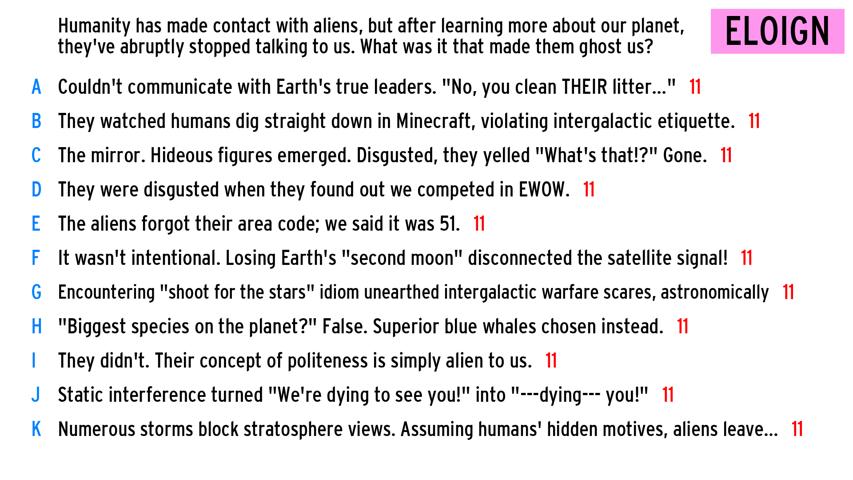 Humanity has made contact with aliens, but after learning more about our planet,
they've abruptly stopped talking to us. What was it that made them ghost us?
ELOIGN
A Couldn't communicate with Earth's true leaders. "No, you clean THEIR litter..." 11
B They watched humans dig straight down in Minecraft, violating intergalactic etiquette. 11
C The mirror. Hideous figures emerged. Disgusted, they yelled "What's that!?" Gone. 11
D They were disgusted when they found out we competed in EWOW. 11
E The aliens forgot their area code; we said it was 51. 11
F It wasn't intentional. Losing Earth's "second moon" disconnected the satellite signal! 11
G Encountering "shoot for the stars" idiom unearthed intergalactic warfare scares, astronomically 11
H "Biggest species on the planet?" False. Superior blue whales chosen instead. 11
I They didn't. Their concept of politeness is simply alien to us. 11
J Static interference turned "We're dying to see you!" into "---dying--- you!" 11
K Numerous storms block stratosphere views. Assuming humans' hidden motives, aliens leave... 11